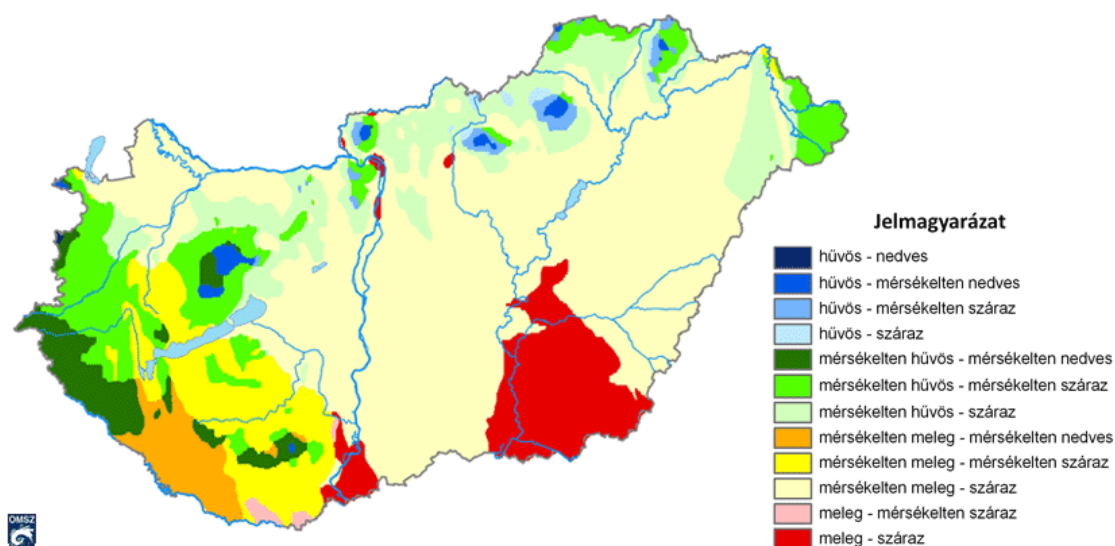 Jelmagyarázat
hűvös - nedves
hűvös - mérsékelten nedves
hűvös - mérsékelten száraz
hűvös - száraz
mérsékelten hűvös - mérsékelten nedves
mérsékelten hűvös - mérsékelten száraz
mérsékelten hűvös - száraz
mérsékelten meleg - mérsékelten nedves
mérsékelten meleg - mérsékelten száraz
mérsékelten meleg - száraz
meleg - mérsékelten száraz
meleg - száraz
OMSZ